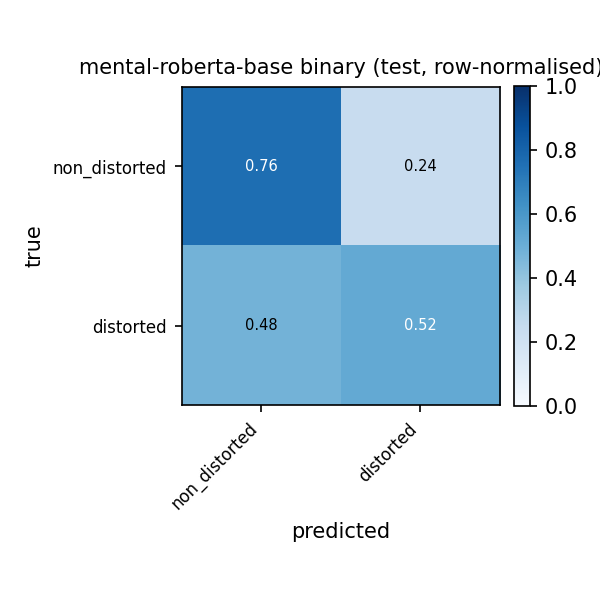 mental-roberta-base binary (test, row-normalised)
1.0
non_distorted
0.76
0.24
0.8
0.6
true
0.4
distorted
0.48
0.52
0.2
0.0
non_distorted
distorted
predicted